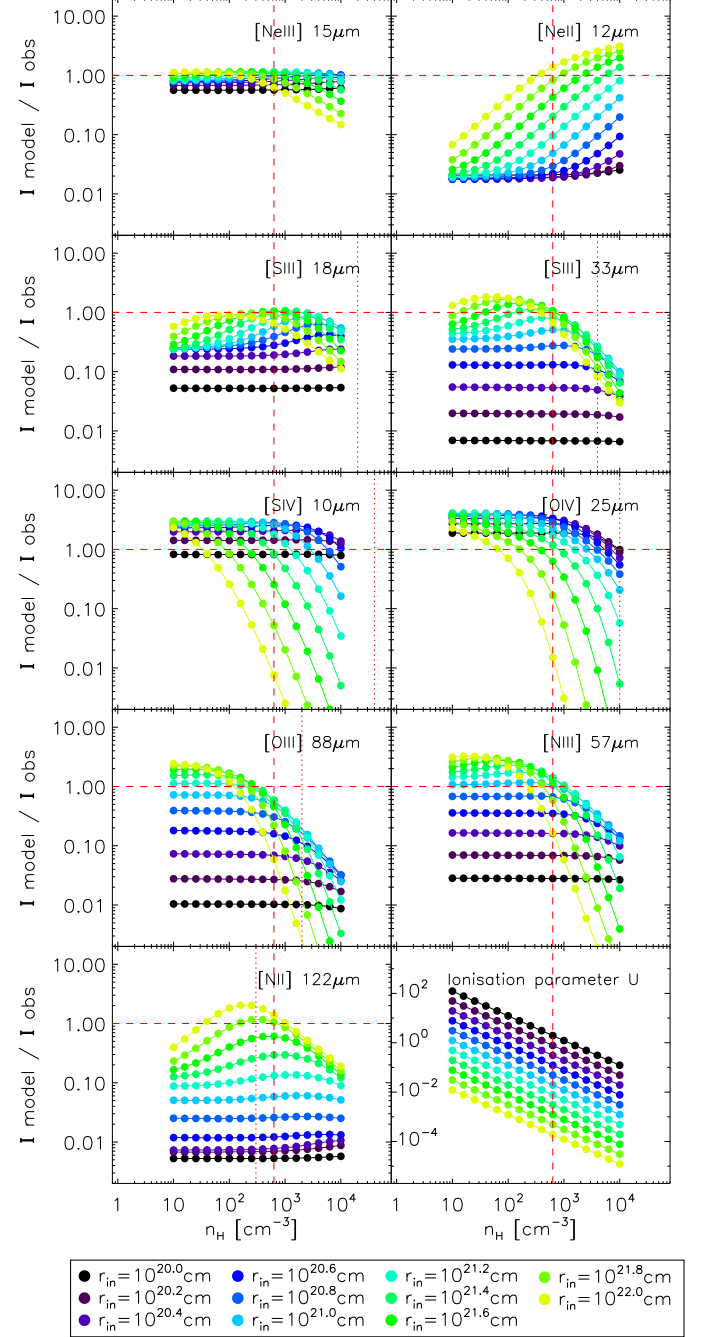 [NeIII] 15μm
[NeII] 12μm
10.00
1.00
0.10
0.01
I model / I obs
[SIII] 18μm
[SIII] 33μm
10.00
1.00
0.10
0.01
I model / I obs
[SIV] 10μm
[OIV] 25μm
10.00
1.00
0.10
0.01
I model / I obs
[OIII] 88μm
[NIII] 57μm
10.00
1.00
0.10
0.01
I model / I obs
[NII] 122μm
Ionisation parameter U
10.00
1.00
0.10
0.01
I model / I obs
10²
10⁰
10⁻²
10⁻⁴
1 10 10² 10³ 10⁴
1 10 10² 10³ 10⁴
n_H [cm⁻³]
n_H [cm⁻³]
r_in=10^20.0cm
r_in=10^20.2cm
r_in=10^20.4cm
r_in=10^20.6cm
r_in=10^20.8cm
r_in=10^21.0cm
r_in=10^21.2cm
r_in=10^21.4cm
r_in=10^21.6cm
r_in=10^21.8cm
r_in=10^22.0cm